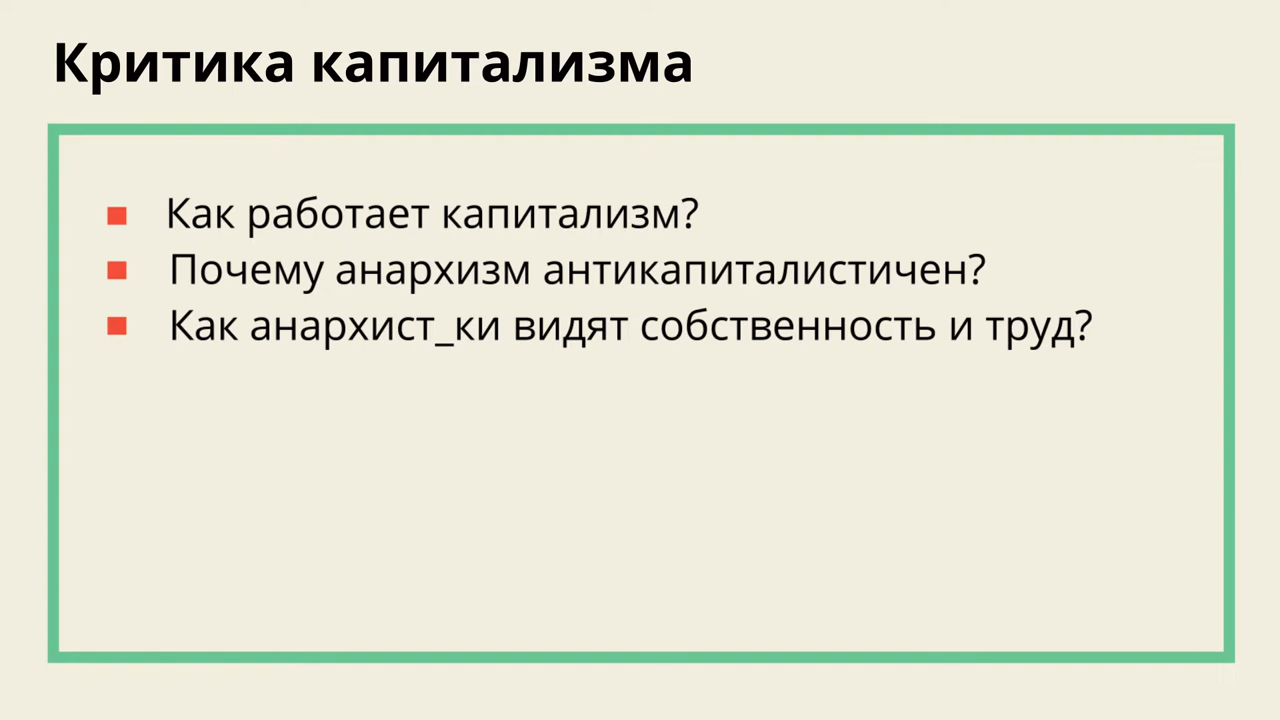 Критика капитализма
Как работает капитализм?
Почему анархизм антикапиталистичен?
Как анархист_ки видят собственность и труд?